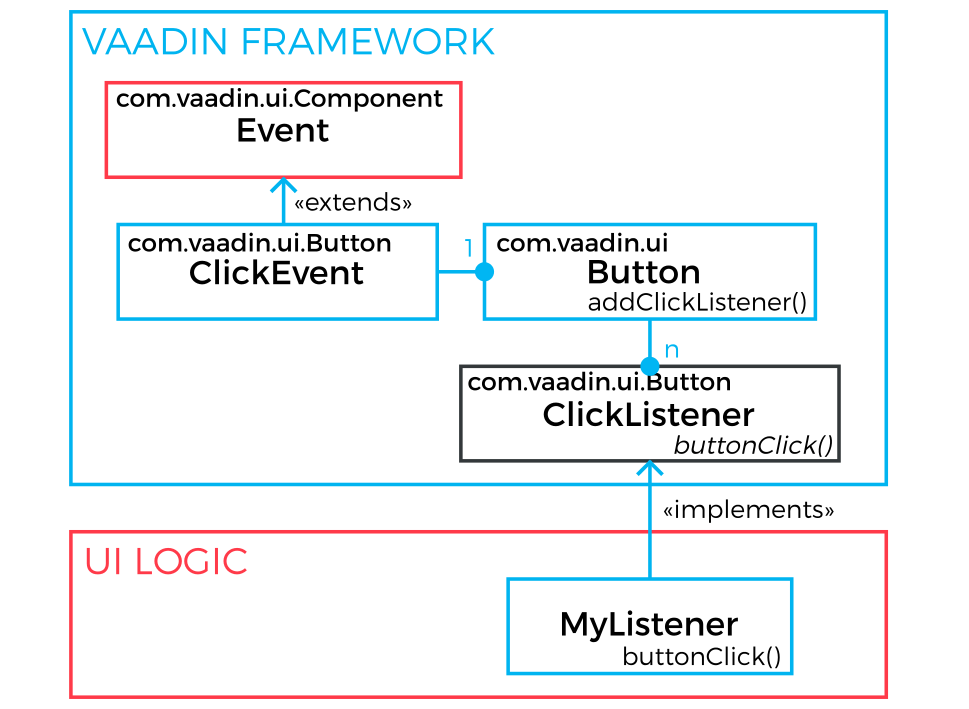 VAADIN FRAMEWORK
com.vaadin.ui.Component
Event
«extends»
com.vaadin.ui.Button
ClickEvent
1
com.vaadin.ui
Button
addClickListener()
n
com.vaadin.ui.Button
ClickListener
buttonClick()
«implements»
UI LOGIC
MyListener
buttonClick()